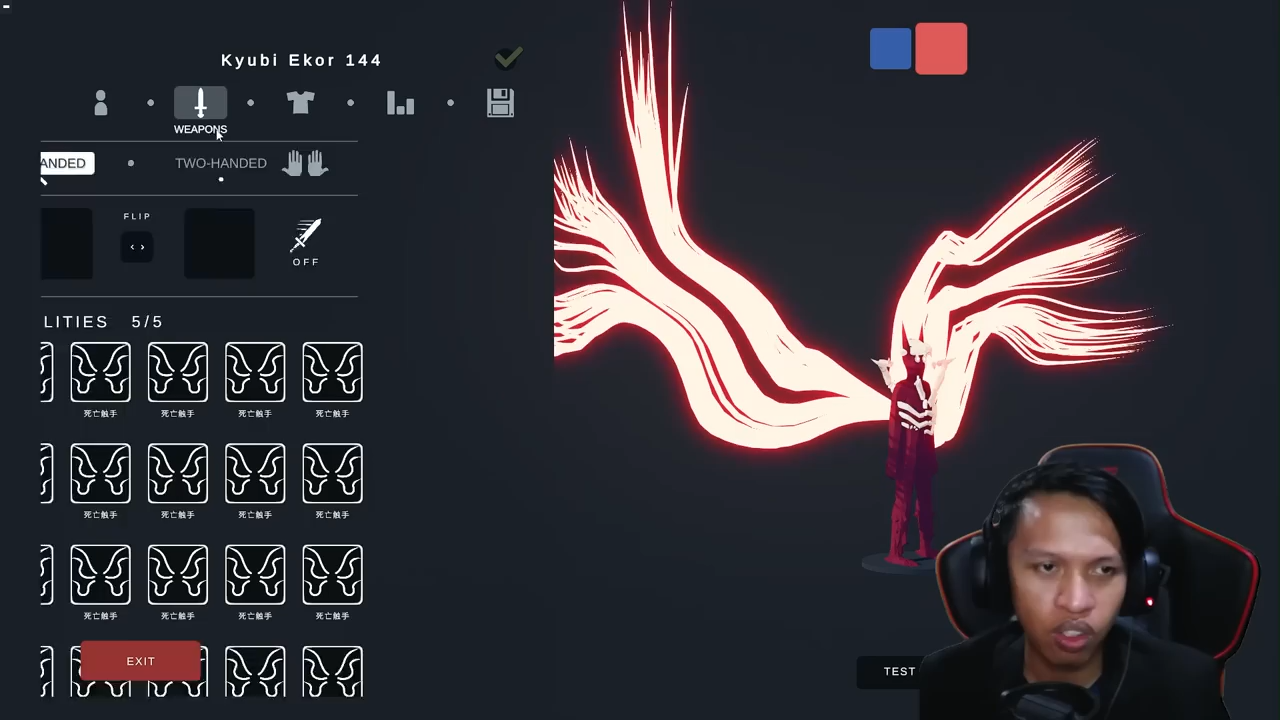 Kyubi Ekor 144
WEAPONS
ANDED
TWO-HANDED
FLIP
OFF
LITIES 5/5
死亡触手 死亡触手 死亡触手 死亡触手
死亡触手 死亡触手 死亡触手 死亡触手
死亡触手 死亡触手 死亡触手 死亡触手
EXIT
TEST